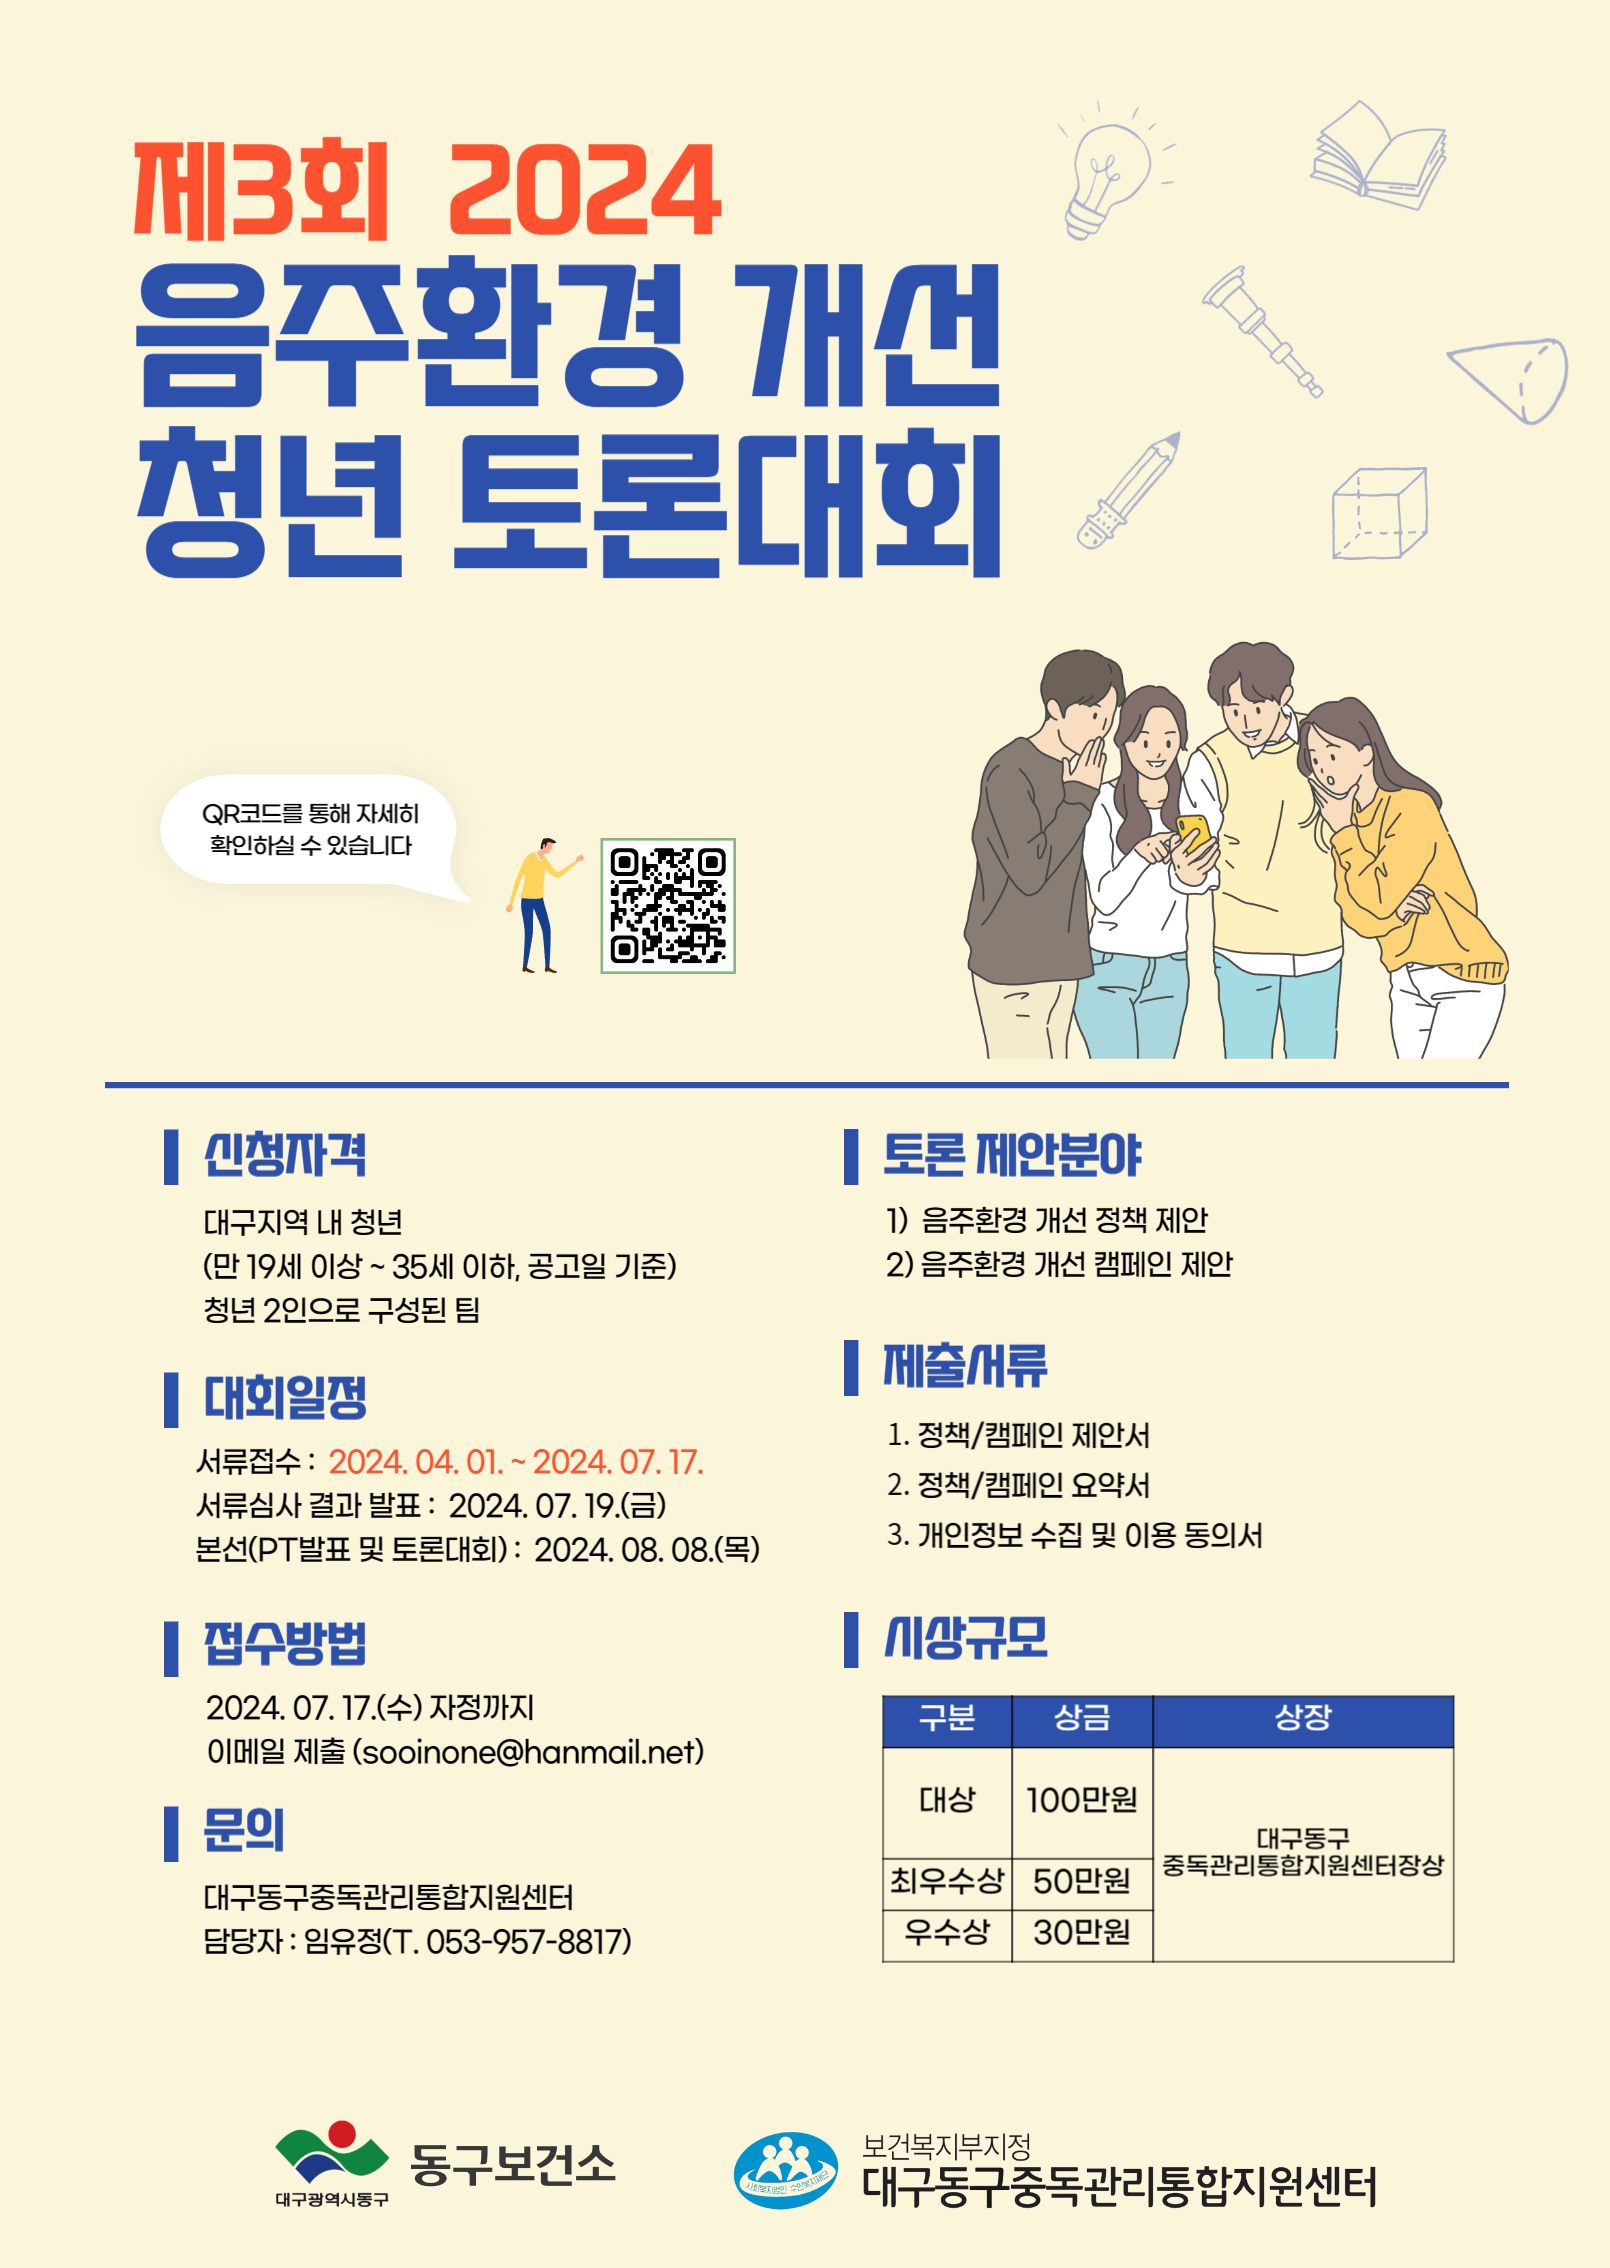 제3회 2024
음주환경 개선
청년 토론대회
QR코드를 통해 자세히
확인하실 수 있습니다
신청자격
대구지역 내 청년
(만 19세 이상 ~ 35세 이하, 공고일 기준)
청년 2인으로 구성된 팀
대회일정
서류접수 : 2024. 04. 01. ~ 2024. 07. 17.
서류심사 결과 발표 : 2024. 07. 19.(금)
본선(PT발표 및 토론대회) : 2024. 08. 08.(목)
접수방법
2024. 07. 17.(수) 자정까지
이메일 제출 (sooinone@hanmail.net)
문의
대구동구중독관리통합지원센터
담당자 : 임유정(T. 053-957-8817)
토론 제안분야
1) 음주환경 개선 정책 제안
2) 음주환경 개선 캠페인 제안
제출서류
1. 정책/캠페인 제안서
2. 정책/캠페인 요약서
3. 개인정보 수집 및 이용 동의서
시상규모
구분 상금 상장
대상 100만원
최우수상 50만원
우수상 30만원
대구동구
중독관리통합지원센터장상
대구광역시동구
동구보건소
사회복지법인 수인복지재단
보건복지부지정
대구동구중독관리통합지원센터